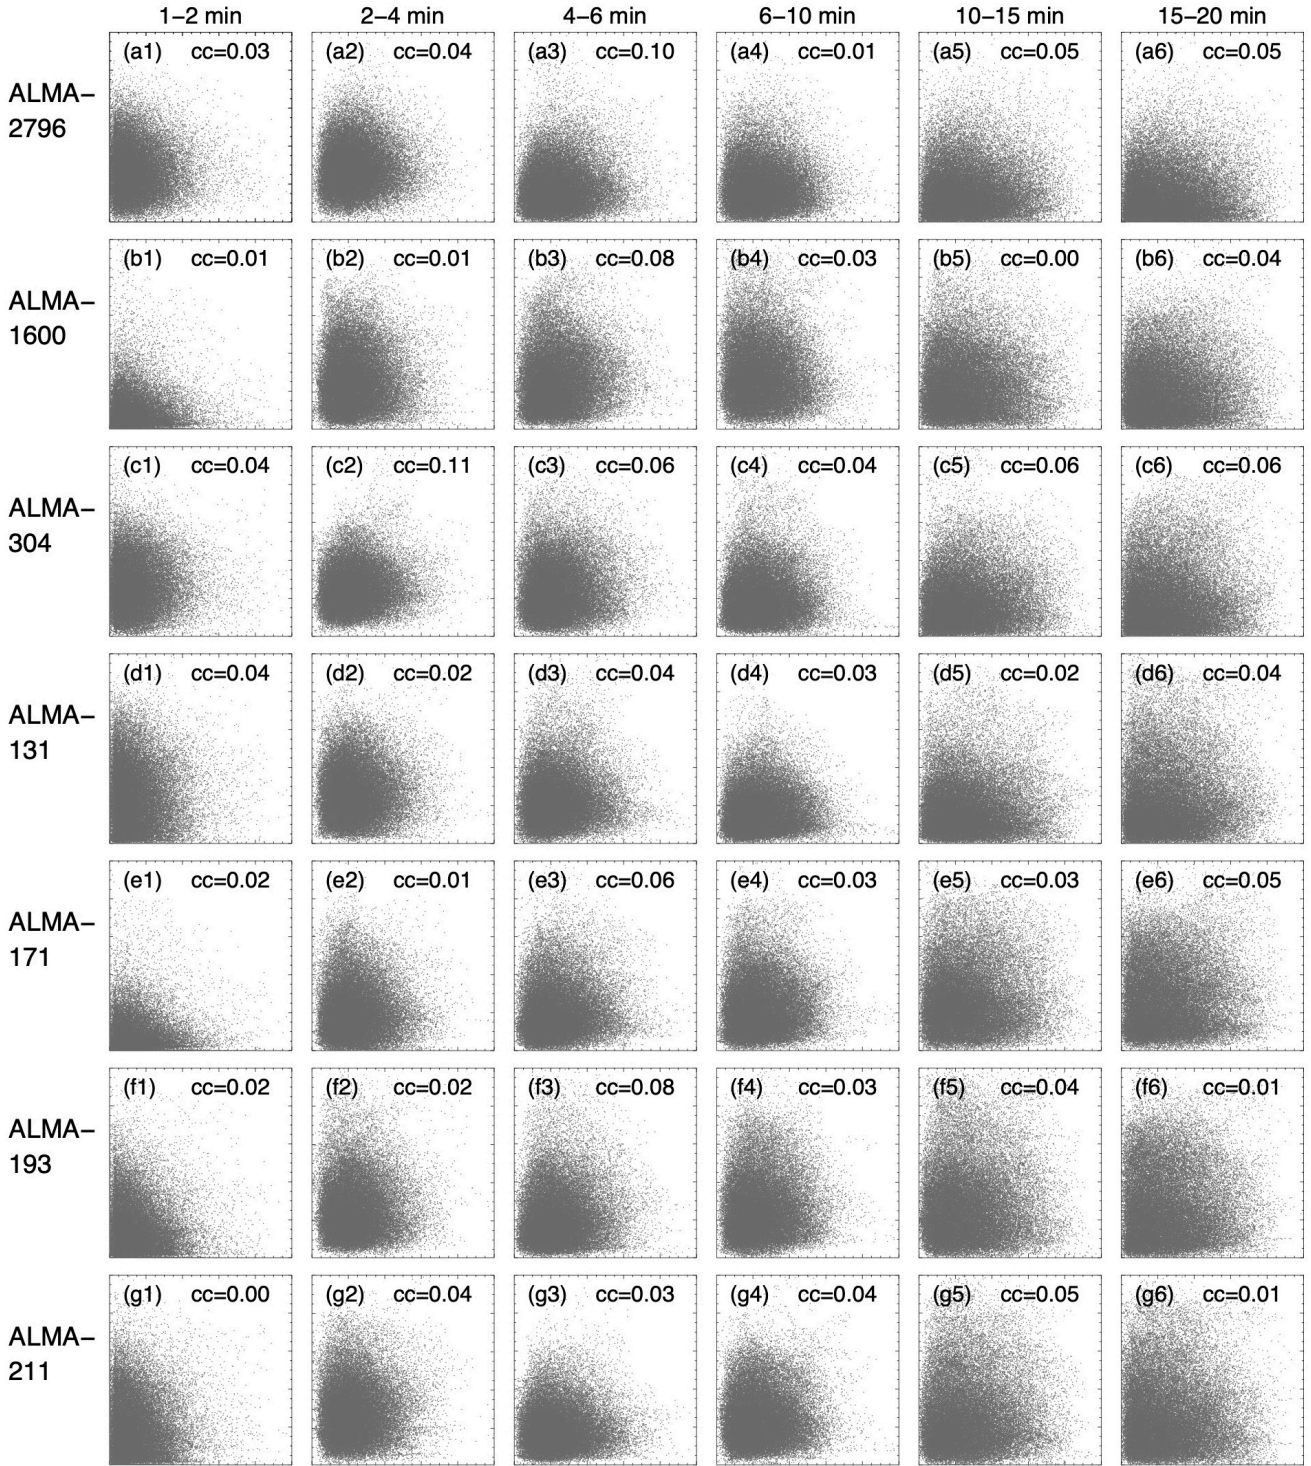 1−2 min 2−4 min 4−6 min 6−10 min 10−15 min 15−20 min
(a1) cc=0.03 (a2) cc=0.04 (a3) cc=0.10 (a4) cc=0.01 (a5) cc=0.05 (a6) cc=0.05
ALMA−
2796
(b1) cc=0.01 (b2) cc=0.01 (b3) cc=0.08 (b4) cc=0.03 (b5) cc=0.00 (b6) cc=0.04
ALMA−
1600
(c1) cc=0.04 (c2) cc=0.11 (c3) cc=0.06 (c4) cc=0.04 (c5) cc=0.06 (c6) cc=0.06
ALMA−
304
(d1) cc=0.04 (d2) cc=0.02 (d3) cc=0.04 (d4) cc=0.03 (d5) cc=0.02 (d6) cc=0.04
ALMA−
131
(e1) cc=0.02 (e2) cc=0.01 (e3) cc=0.06 (e4) cc=0.03 (e5) cc=0.03 (e6) cc=0.05
ALMA−
171
(f1) cc=0.02 (f2) cc=0.02 (f3) cc=0.08 (f4) cc=0.03 (f5) cc=0.04 (f6) cc=0.01
ALMA−
193
(g1) cc=0.00 (g2) cc=0.04 (g3) cc=0.03 (g4) cc=0.04 (g5) cc=0.05 (g6) cc=0.01
ALMA−
211